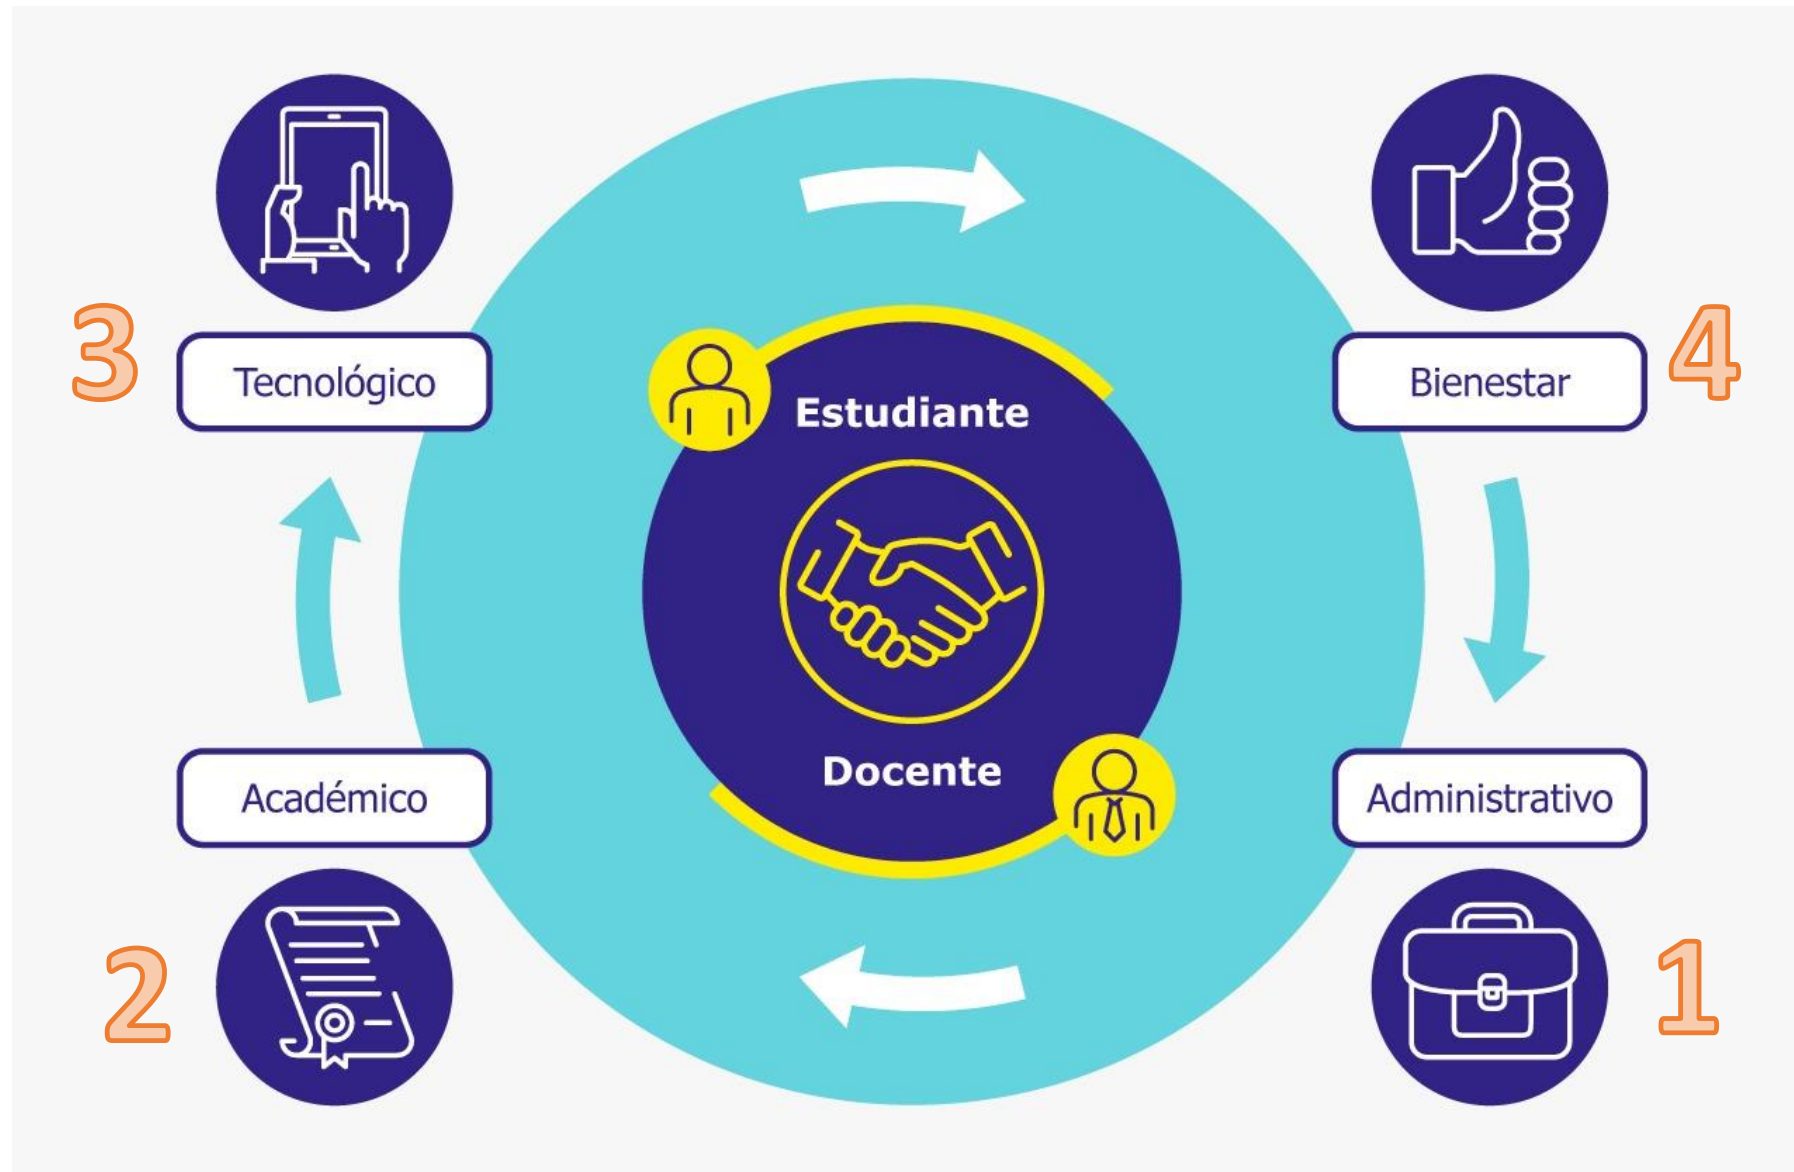 3
Tecnológico
4
Bienestar
Estudiante
Docente
Académico
2
Administrativo
1